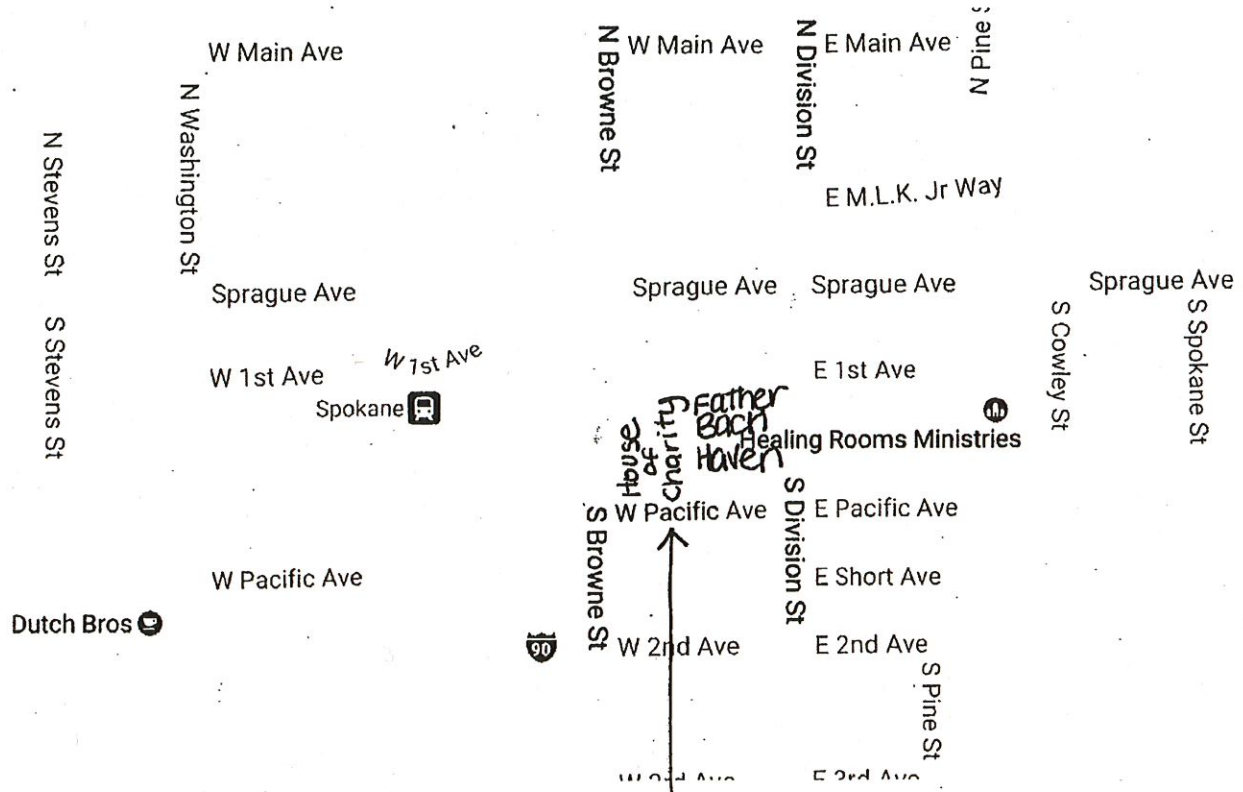 W Main Ave
N Browne St
W Main Ave
N Division St
E Main Ave
N Pine S
N Stevens St
N Washington St
E M.L.K. Jr Way
Sprague Ave
Sprague Ave
Sprague Ave
Sprague Ave
S Stevens St
W 1st Ave
W 1st Ave
Spokane
E 1st Ave
S Cowley St
S Spokane St
House
of
Charity
Father
Bach
Haven
Healing Rooms Ministries
S Browne St
W Pacific Ave
S Division St
E Pacific Ave
W Pacific Ave
E Short Ave
Dutch Bros
90
W 2nd Ave
E 2nd Ave
S Pine St
E 3rd Ave